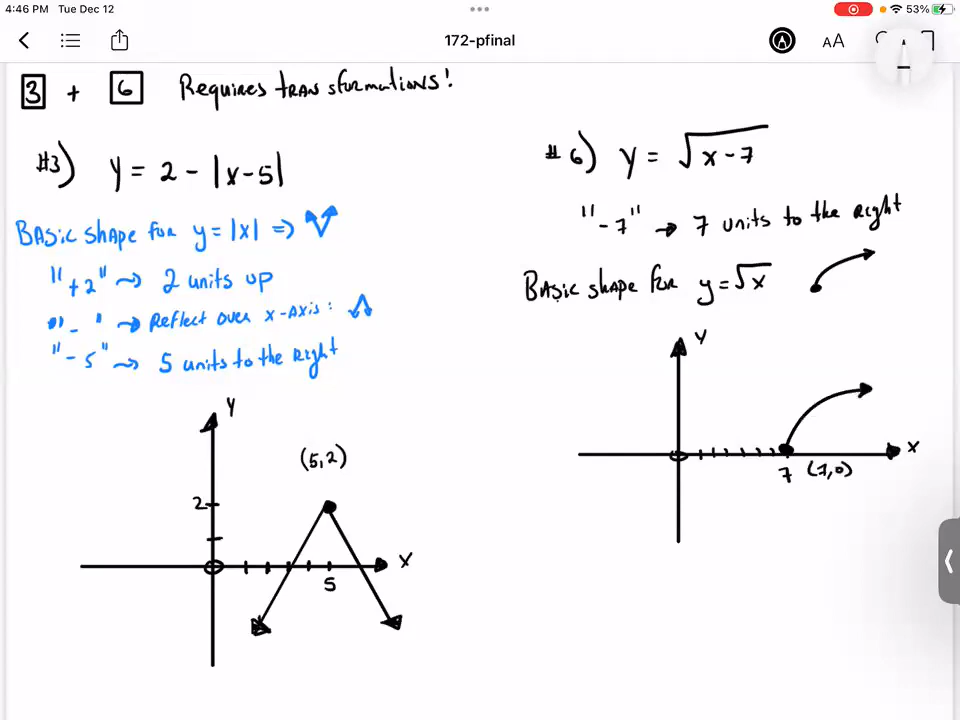 4:46 PM Tue Dec 12
53%
172-pfinal
AA
3 + 6 Requires transformations!
#3) y = 2 - |x-5|
Basic shape for y = |x| ⇒ V
"+2" → 2 units up
"-" → Reflect over x-axis: Λ
"-5" → 5 units to the right
Y
(5,2)
2
X
5
#6) y = √x-7
"-7" → 7 units to the right
Basic shape for y = √x
Y
X
7 (7,0)